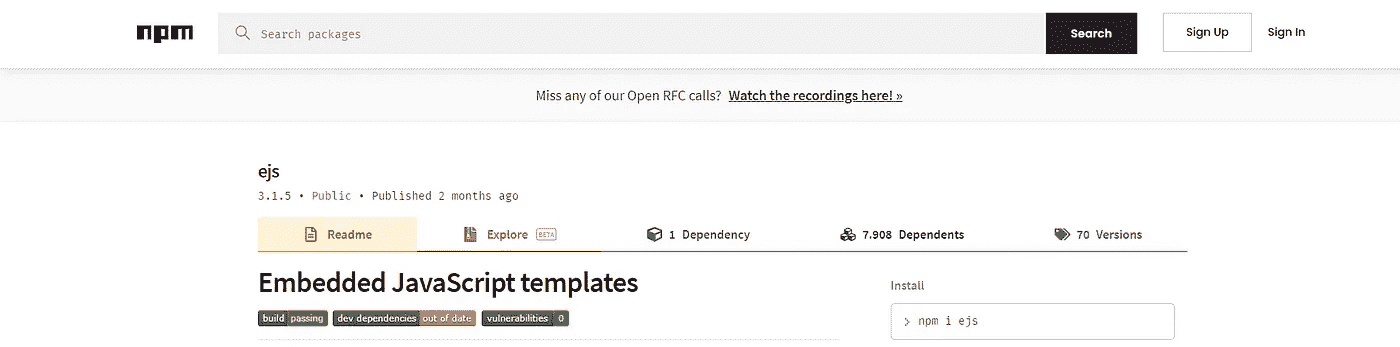 npm Search packages Search Sign Up Sign In
Miss any of our Open RFC calls? Watch the recordings here! »
ejs
3.1.5 • Public • Published 2 months ago
Readme Explore BETA 1 Dependency 7.908 Dependents 70 Versions
Embedded JavaScript templates
Install
build passing dev dependencies out of date vulnerabilities 0
> npm i ejs